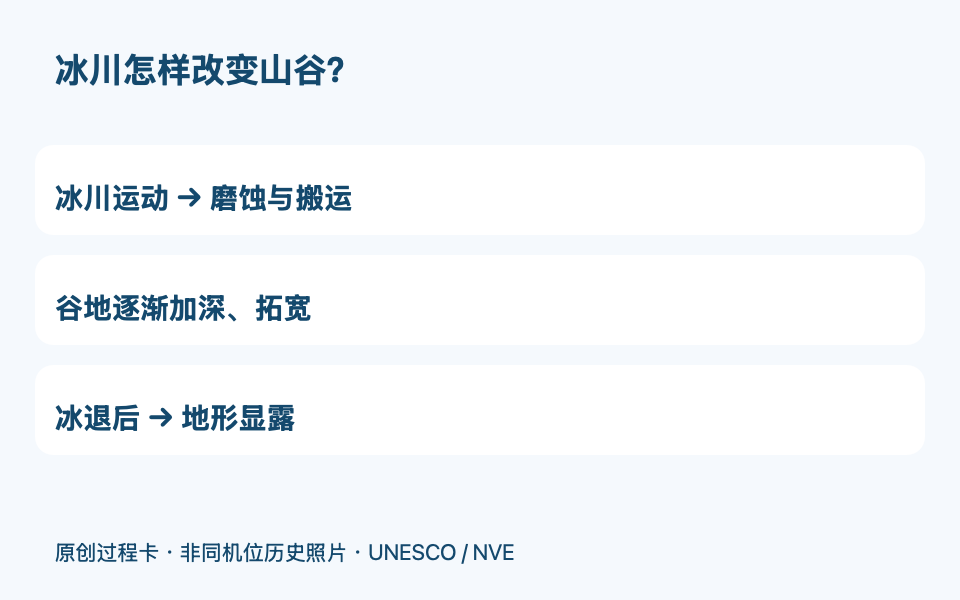 冰川怎样改变山谷?
冰川运动 → 磨蚀与搬运
谷地逐渐加深、拓宽
冰退后 → 地形显露
原创过程卡 · 非同机位历史照片 · UNESCO / NVE